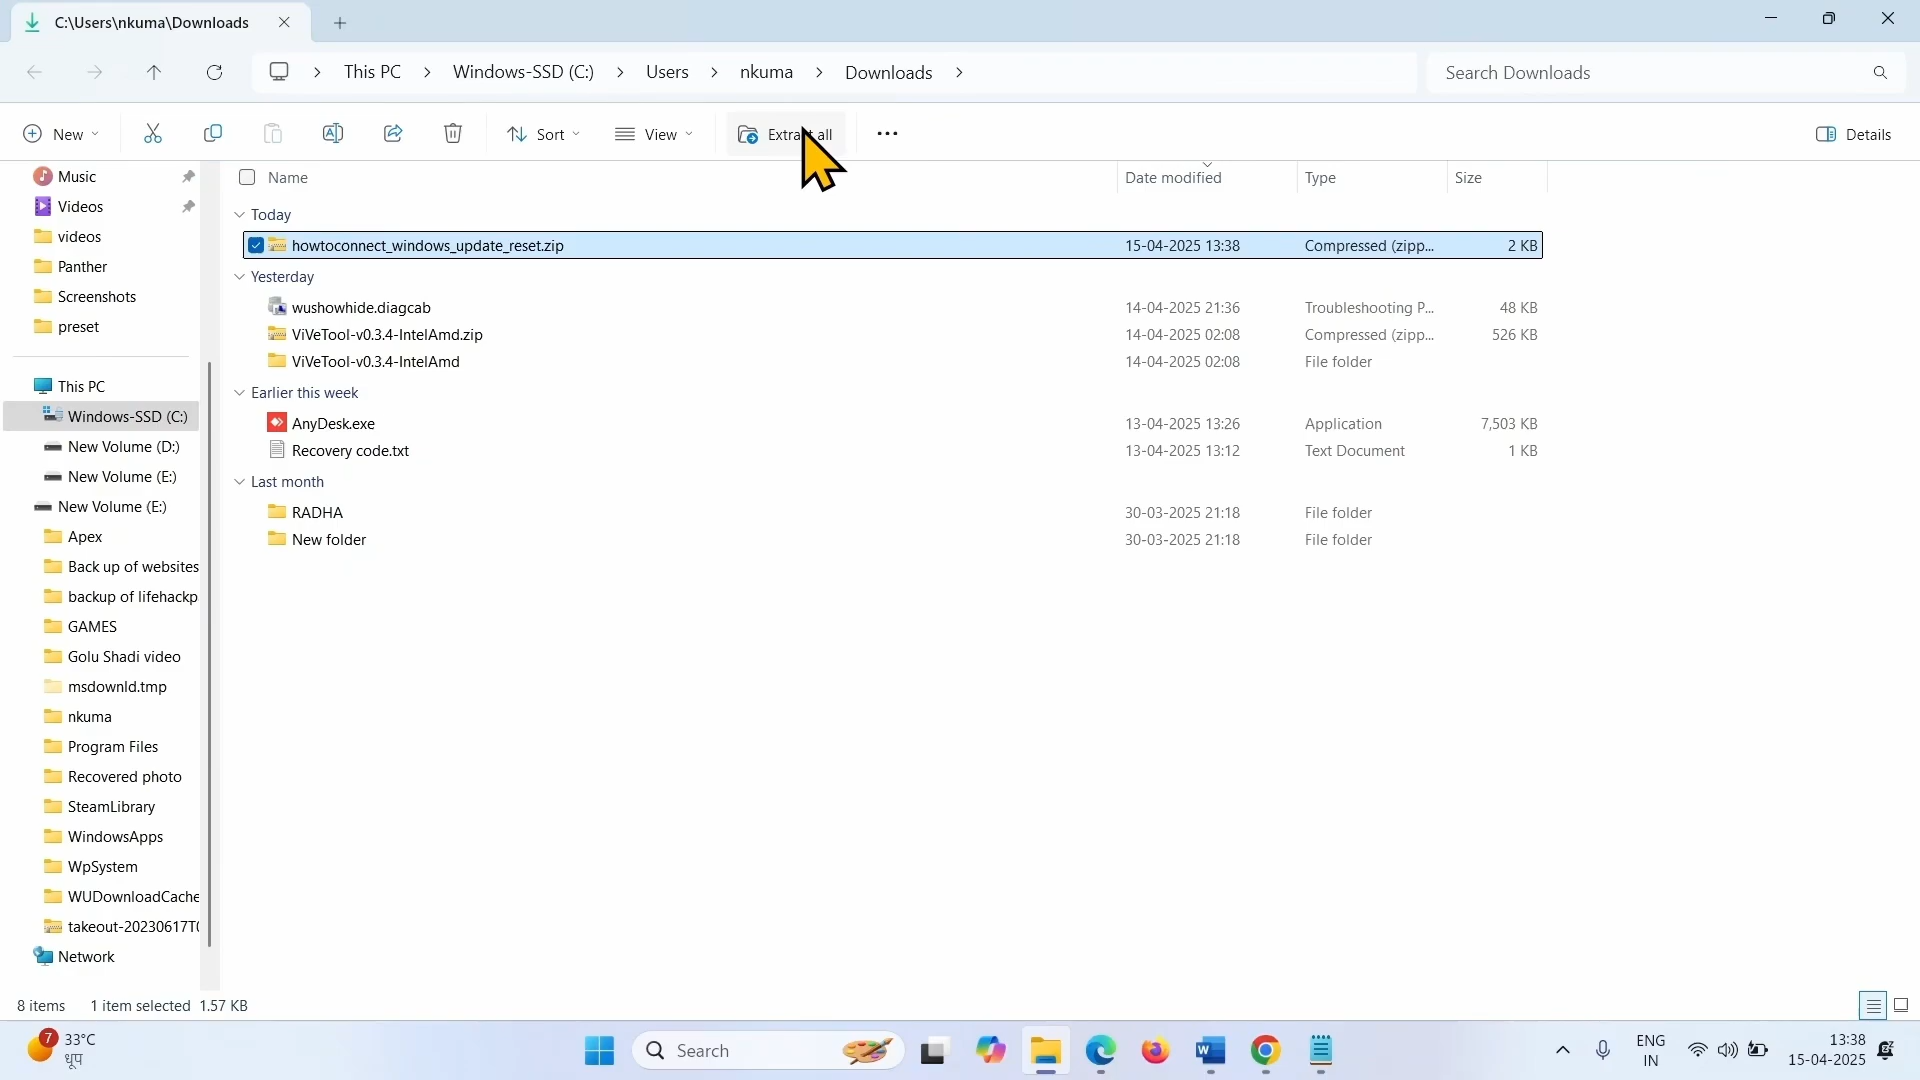 C:\Users\nkuma\Downloads
This PC > Windows-SSD (C:) > Users > nkuma > Downloads >
Search Downloads
New
Sort
View
Extract all
Details
Name Date modified Type Size
Today
howtoconnect_windows_update_reset.zip 15-04-2025 13:38 Compressed (zipp... 2 KB
Yesterday
wushowhide.diagcab 14-04-2025 21:36 Troubleshooting P... 48 KB
ViVeTool-v0.3.4-IntelAmd.zip 14-04-2025 02:08 Compressed (zipp... 526 KB
ViVeTool-v0.3.4-IntelAmd 14-04-2025 02:08 File folder
Earlier this week
AnyDesk.exe 13-04-2025 13:26 Application 7,503 KB
Recovery code.txt 13-04-2025 13:12 Text Document 1 KB
Last month
RADHA 30-03-2025 21:18 File folder
New folder 30-03-2025 21:18 File folder
Music
Videos
videos
Panther
Screenshots
preset
This PC
Windows-SSD (C:)
New Volume (D:)
New Volume (E:)
New Volume (E:)
Apex
Back up of websites
backup of lifehackp
GAMES
Golu Shadi video
msdownld.tmp
nkuma
Program Files
Recovered photo
SteamLibrary
WindowsApps
WpSystem
WUDownloadCache
takeout-20230617T0
Network
8 items 1 item selected 1.57 KB
7
33°C
धूप
Search
ENG
IN
13:38
15-04-2025